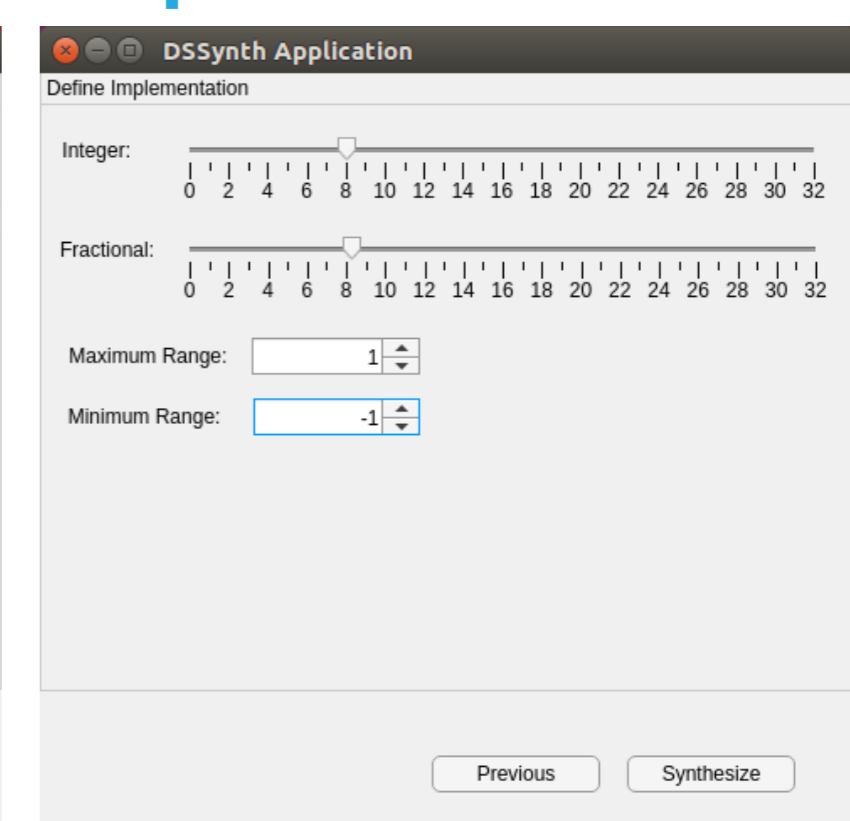 DSSynth Application
Define Implementation
Integer:
0 2 4 6 8 10 12 14 16 18 20 22 24 26 28 30 32
Fractional:
0 2 4 6 8 10 12 14 16 18 20 22 24 26 28 30 32
Maximum Range: 1
Minimum Range: -1
Previous Synthesize